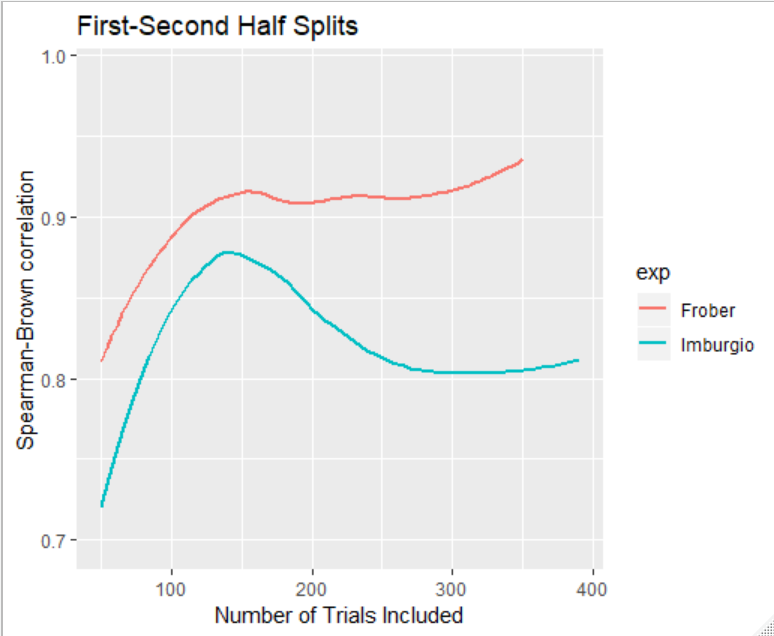 First-Second Half Splits
Spearman-Brown correlation
1.0
0.9
0.8
0.7
100 200 300 400
Number of Trials Included
exp
Frober
Imburgio